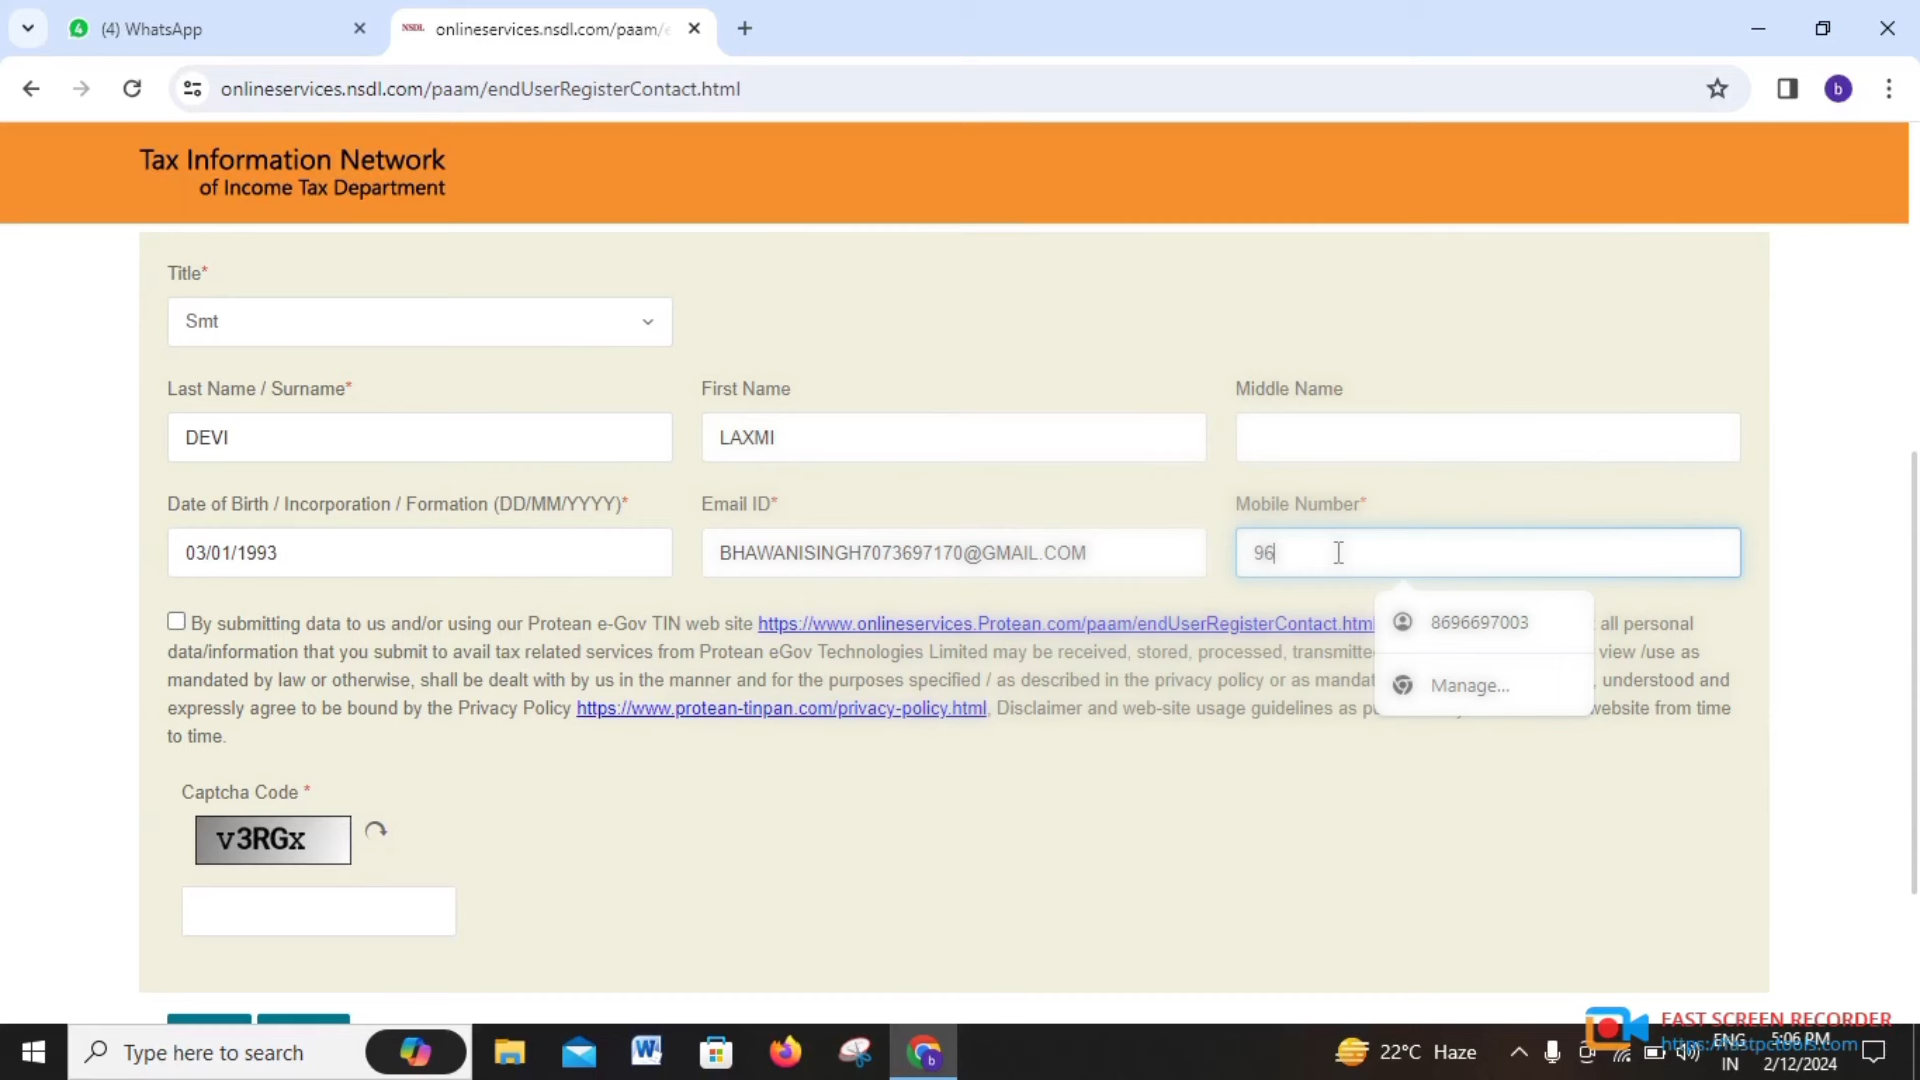 (4) WhatsApp
NSDL onlineservices.nsdl.com/paam/e
onlineservices.nsdl.com/paam/endUserRegisterContact.html
b
Tax Information Network
of Income Tax Department
Title*
Smt
Last Name / Surname* First Name Middle Name
DEVI LAXMI
Date of Birth / Incorporation / Formation (DD/MM/YYYY)* Email ID* Mobile Number*
03/01/1993 BHAWANISINGH7073697170@GMAIL.COM 96
By submitting data to us and/or using our Protean e-Gov TIN web site https://www.onlineservices.Protean.com/paam/endUserRegisterContact.html 8696697003 all personal
data/information that you submit to avail tax related services from Protean eGov Technologies Limited may be received, stored, processed, view /use as
mandated by law or otherwise, shall be dealt with by us in the manner and for the purposes specified / as described in the privacy policy or as Manage... understood and
expressly agree to be bound by the Privacy Policy https://www.protean-tinpan.com/privacy-policy.html, Disclaimer and web-site usage guidelines as website from time
to time.
Captcha Code *
v3RGx
FAST SCREEN RECORDER
https://fastpctools.com
Type here to search 22°C Haze ENG 5:06 PM
IN 2/12/2024